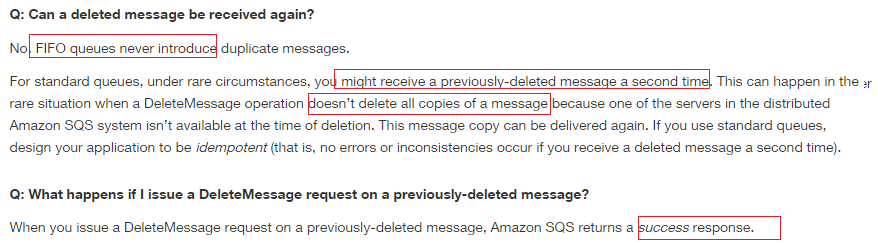 Q: Can a deleted message be received again?
No. FIFO queues never introduce duplicate messages.
For standard queues, under rare circumstances, you might receive a previously-deleted message a second time. This can happen in the er
rare situation when a DeleteMessage operation doesn't delete all copies of a message because one of the servers in the distributed
Amazon SQS system isn't available at the time of deletion. This message copy can be delivered again. If you use standard queues,
design your application to be idempotent (that is, no errors or inconsistencies occur if you receive a deleted message a second time).
Q: What happens if I issue a DeleteMessage request on a previously-deleted message?
When you issue a DeleteMessage request on a previously-deleted message, Amazon SQS returns a success response.